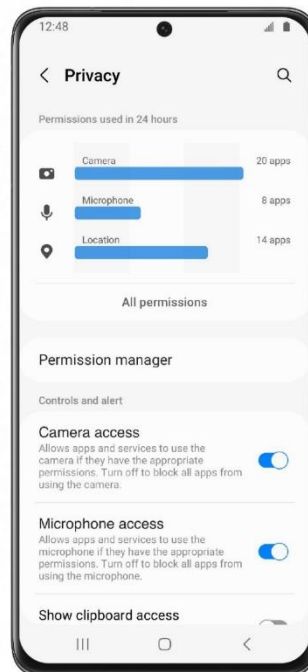 12:48
Privacy
Permissions used in 24 hours
Camera 20 apps
Microphone 8 apps
Location 14 apps
All permissions
Permission manager
Controls and alert
Camera access
Allows apps and services to use the
camera if they have the appropriate
permissions. Turn off to block all apps from
using the camera.
Microphone access
Allows apps and services to use the
microphone if they have the appropriate
permissions. Turn off to block all apps from
using the microphone.
Show clipboard access